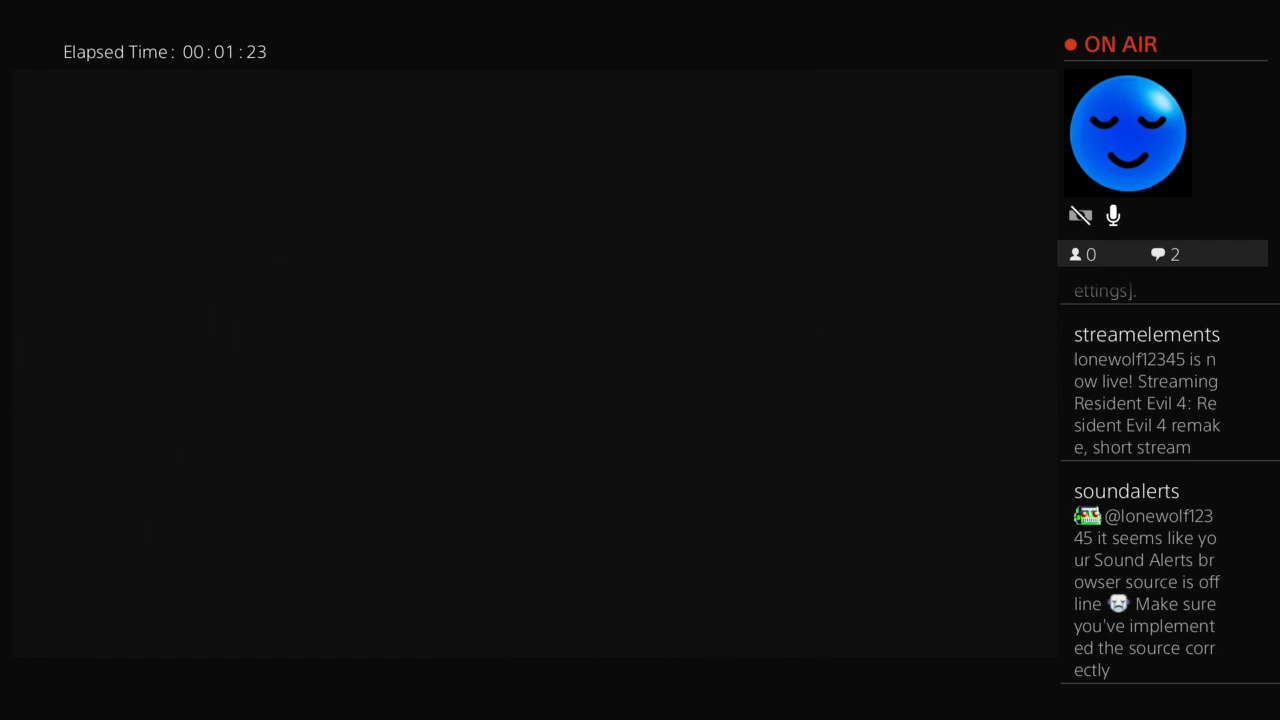 Elapsed Time: 00:01:23
ON AIR
0 2
ettings].
streamelements
lonewolf12345 is n
ow live! Streaming
Resident Evil 4: Re
sident Evil 4 remak
e, short stream
soundalerts
@lonewolf123
45 it seems like yo
ur Sound Alerts br
owser source is off
line Make sure
you've implement
ed the source corr
ectly